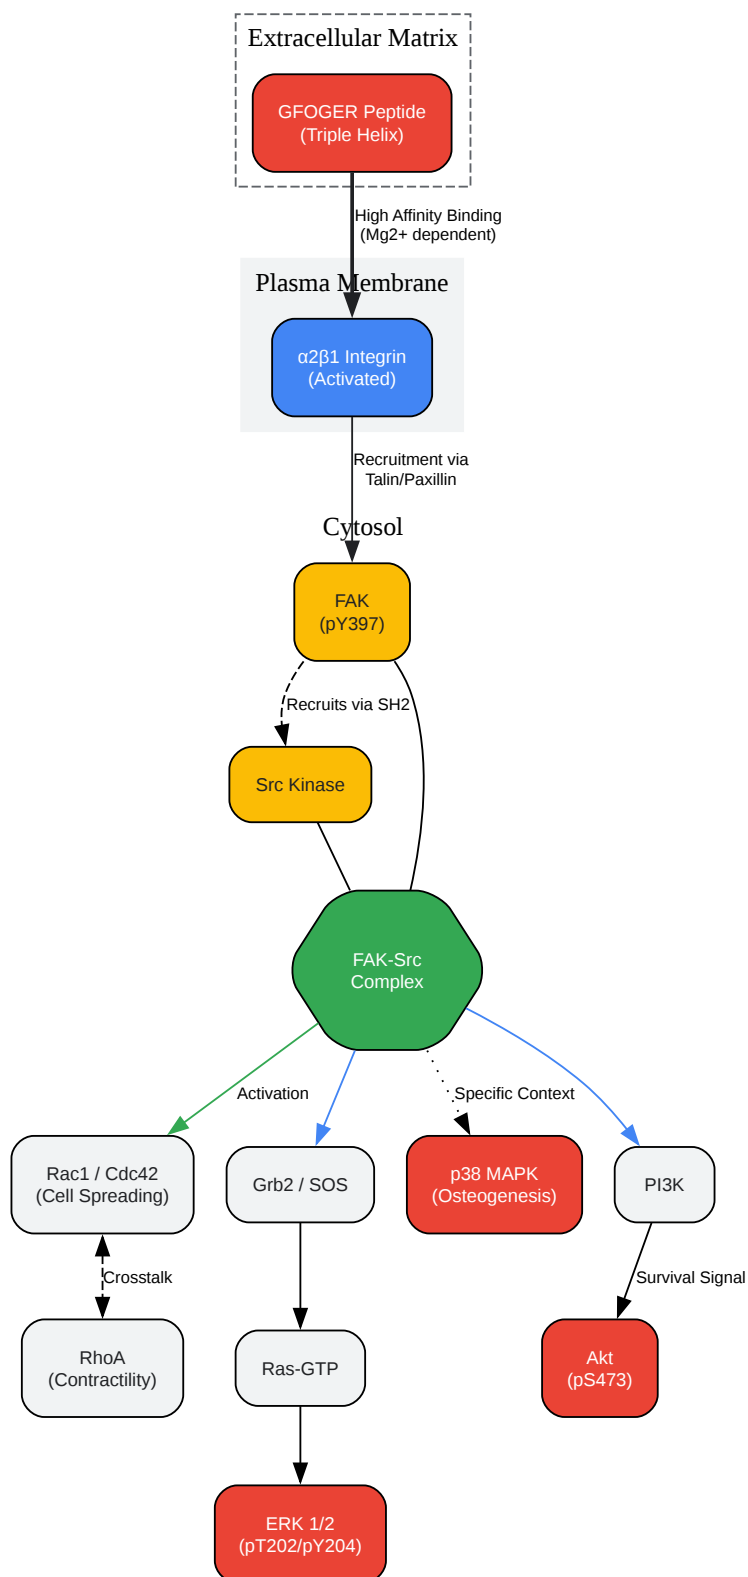 Extracellular Matrix
GFOGER Peptide
(Triple Helix)
High Affinity Binding
(Mg2+ dependent)
Plasma Membrane
α2β1 Integrin
(Activated)
Recruitment via
Talin/Paxillin
Cytosol
FAK
(pY397)
Recruits via SH2
Src Kinase
FAK-Src
Complex
Activation
Specific Context
Rac1 / Cdc42
(Cell Spreading)
Grb2 / SOS
p38 MAPK
(Osteogenesis)
PI3K
Crosstalk
Survival Signal
RhoA
(Contractility)
Ras-GTP
Akt
(pS473)
ERK 1/2
(pT202/pY204)